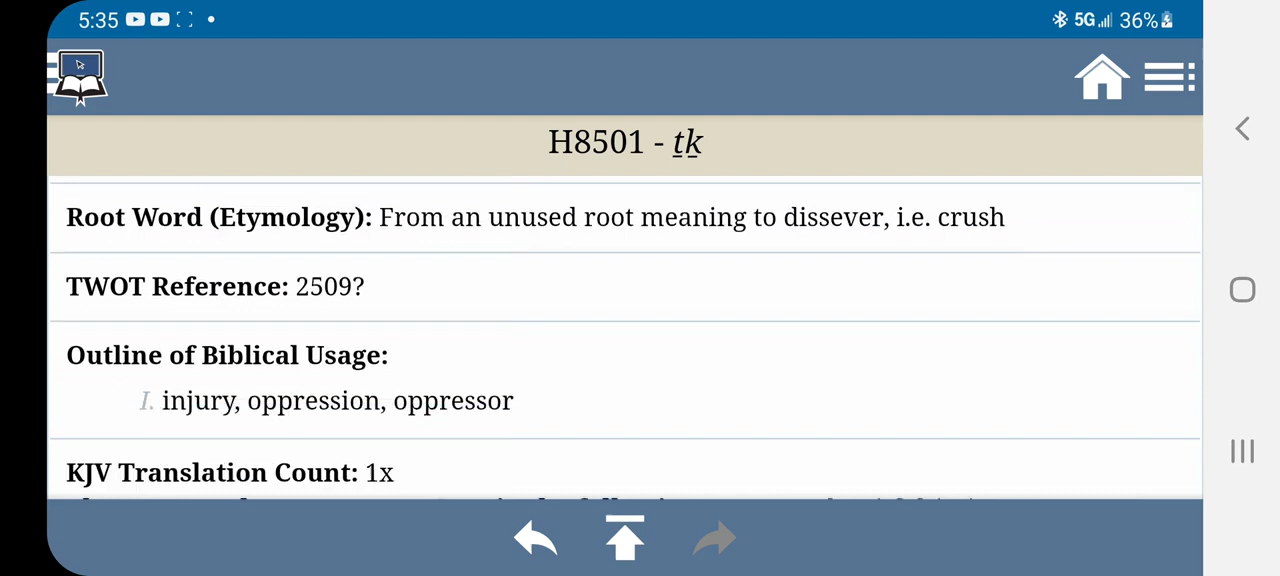 5:35 5G 36%
H8501 - ṯḵ
Root Word (Etymology): From an unused root meaning to dissever, i.e. crush
TWOT Reference: 2509?
Outline of Biblical Usage:
I. injury, oppression, oppressor
KJV Translation Count: 1x